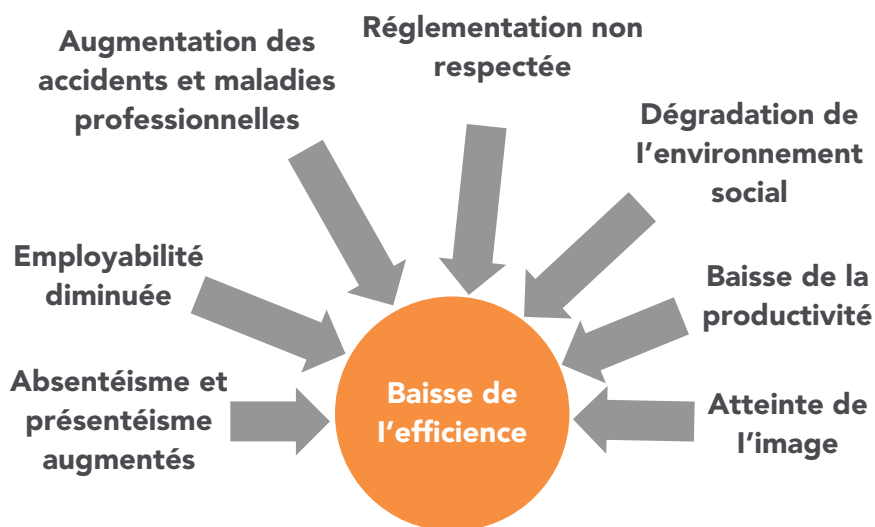 Augmentation des
accidents et maladies
professionnelles
Réglementation non
respectée
Dégradation de
l’environnement
social
Employabilité
diminuée
Baisse de la
productivité
Absentéisme et
présentéisme
augmentés
Baisse de
l’efficience
Atteinte de
l’image